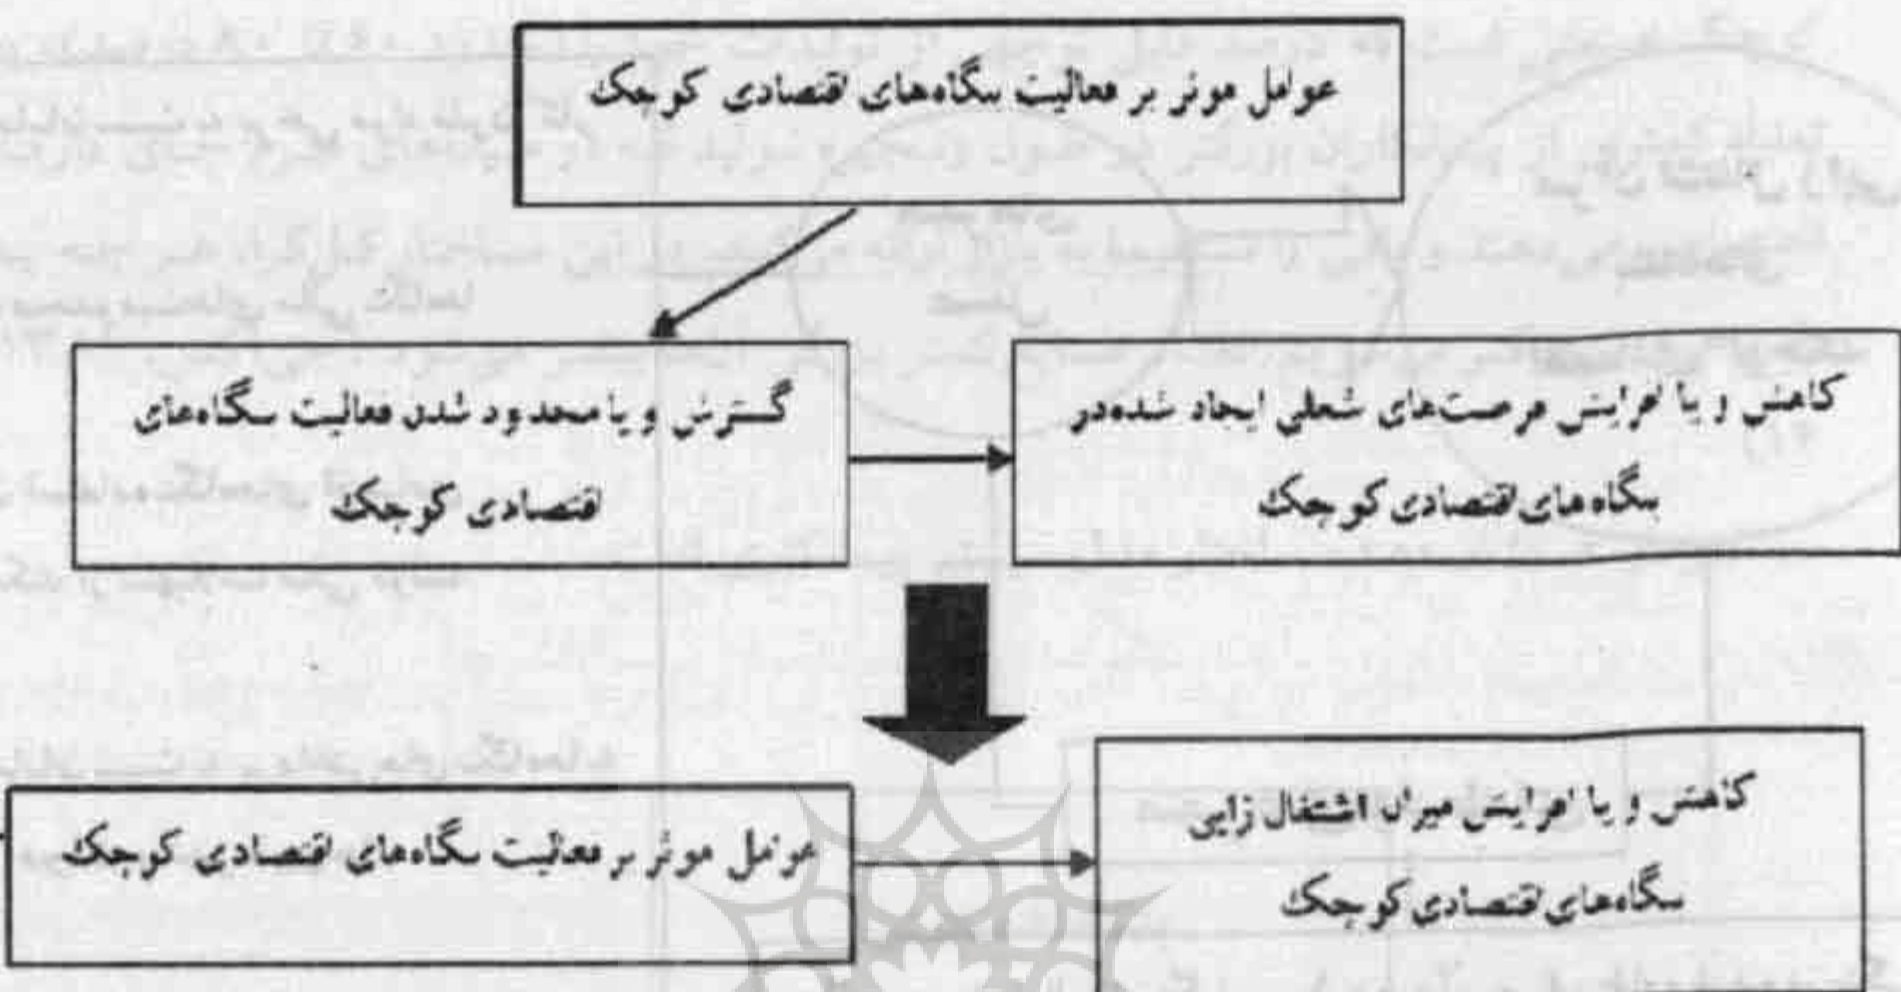 عوامل موثر بر فعالیت بنگاه‌های اقتصادی کوچک
کاهش و یا افزایش فرصت‌های شغلی ایجاد شده‌در
بنگاه های اقتصادی کوچک
گسترش و یا محدود شدن فعالیت بنگاه‌های
اقتصادی کوچک
کاهش و یا افزایش میزان اشتغال زایی
بنگاه‌های اقتصادی کوچک
عوامل موثر بر فعالیت بنگاه‌های اقتصادی کوچک